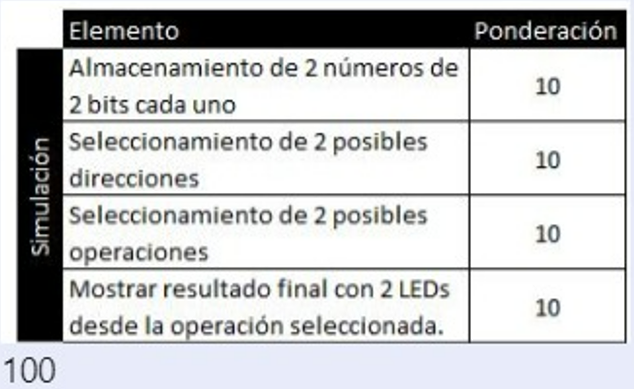 Elemento Ponderación
Simulación
Almacenamiento de 2 números de
2 bits cada uno
10
Seleccionamiento de 2 posibles
direcciones
10
Seleccionamiento de 2 posibles
operaciones
10
Mostrar resultado final con 2 LEDs
desde la operación seleccionada.
10
100